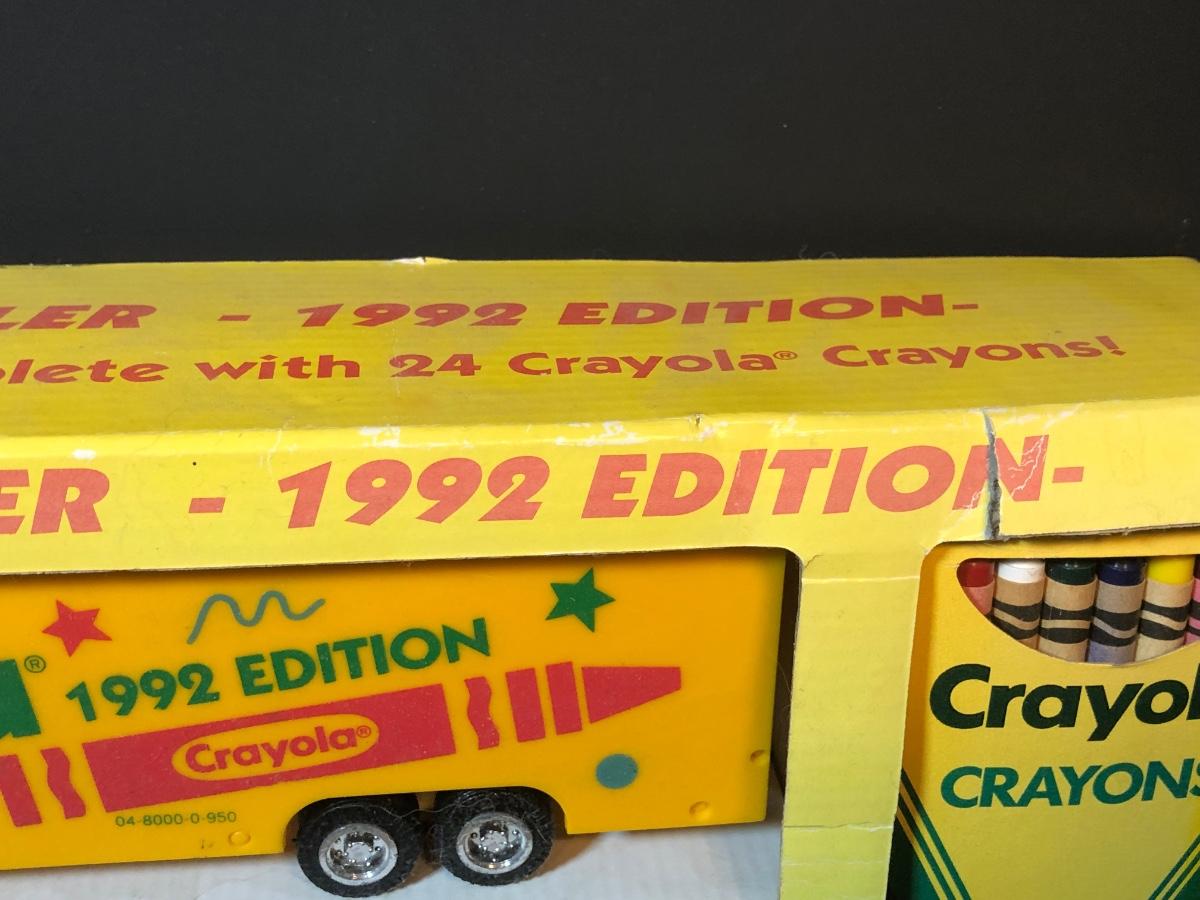 LER - 1992 EDITION-
plete with 24 Crayola® Crayons!
ER - 1992 EDITION-
®
1992 EDITION
Crayola®
04-8000-0-950
Crayol
CRAYONS